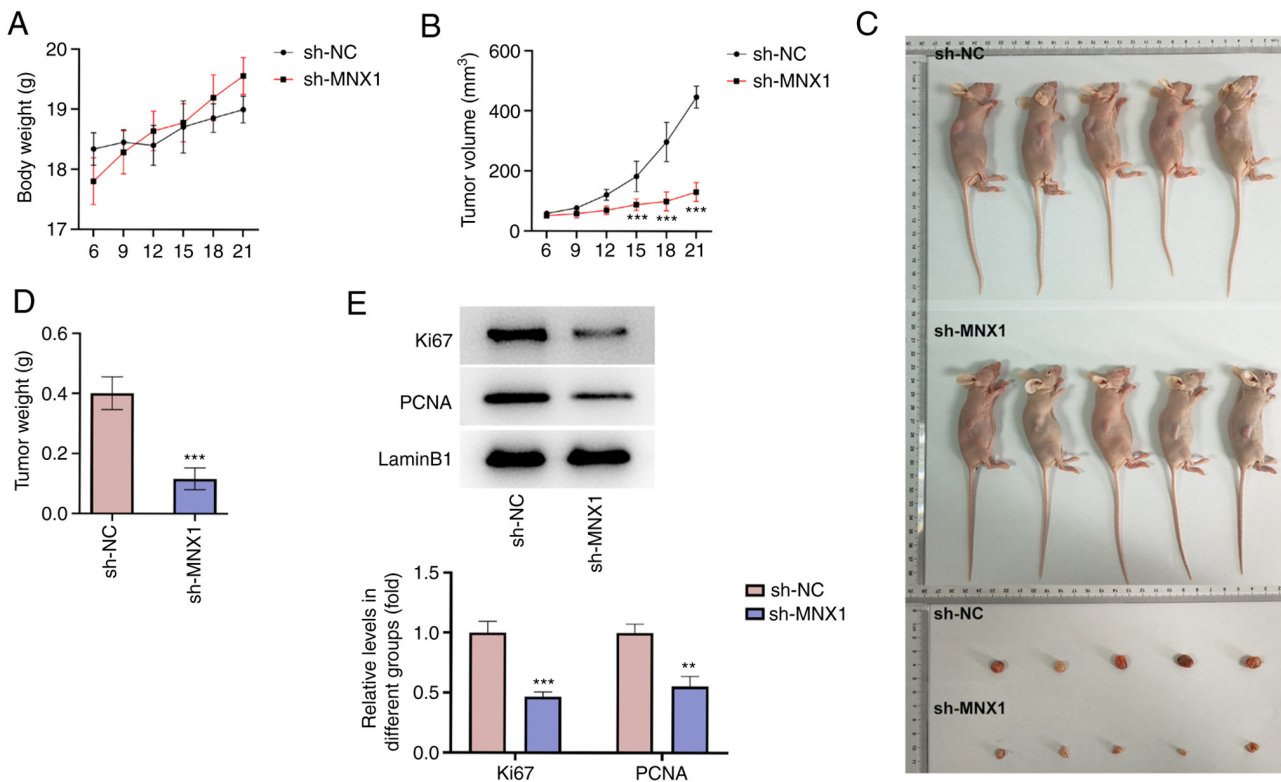 A
Body weight (g)
20
19
18
17
6 9 12 15 18 21
sh-NC
sh-MNX1
B
Tumor volume (mm³)
600
400
200
0
6 9 12 15 18 21
*** *** ***
sh-NC
sh-MNX1
C
sh-NC
sh-MNX1
sh-NC
sh-MNX1
D
Tumor weight (g)
0.6
0.4
0.2
0.0
***
sh-NC
sh-MNX1
E
Ki67
PCNA
LaminB1
sh-NC
sh-MNX1
Relative levels in
different groups (fold)
1.5
1.0
0.5
0.0
***
**
Ki67 PCNA
sh-NC
sh-MNX1